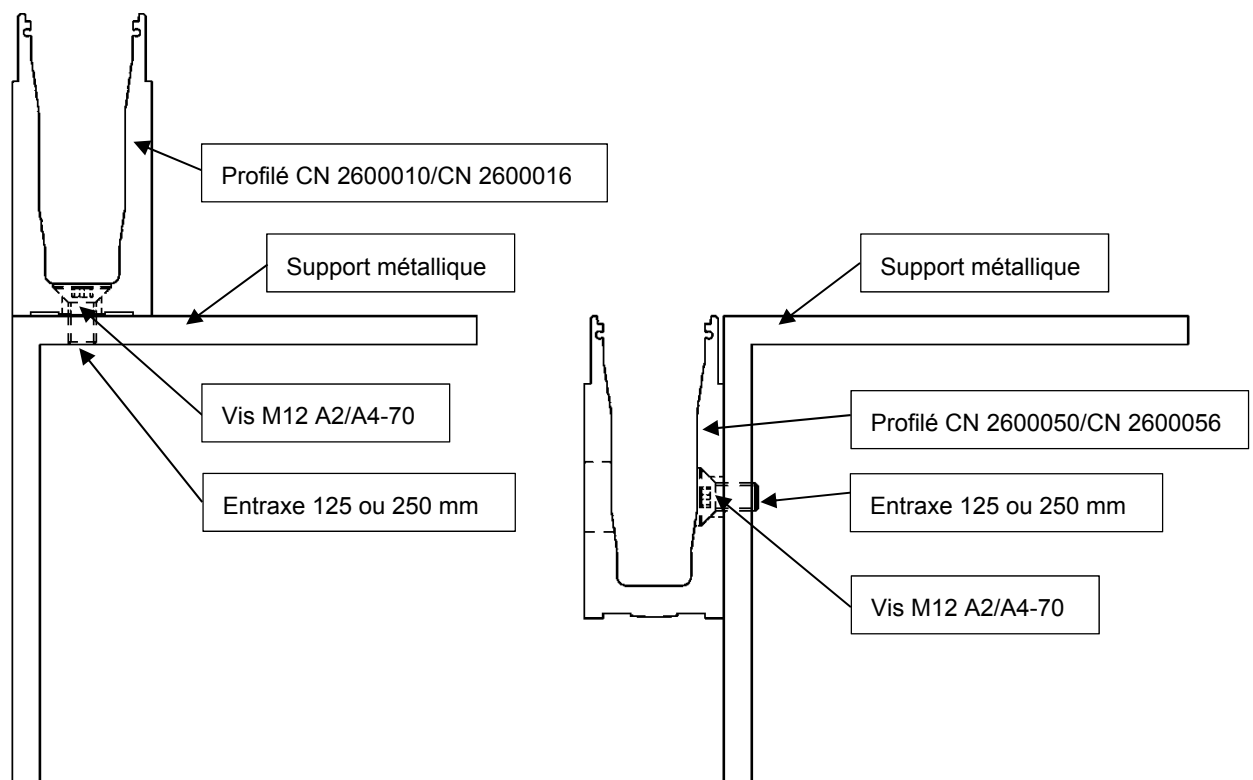 Profilé CN 2600010/CN 2600016
Support métallique
Vis M12 A2/A4-70
Entraxe 125 ou 250 mm
Support métallique
Profilé CN 2600050/CN 2600056
Entraxe 125 ou 250 mm
Vis M12 A2/A4-70